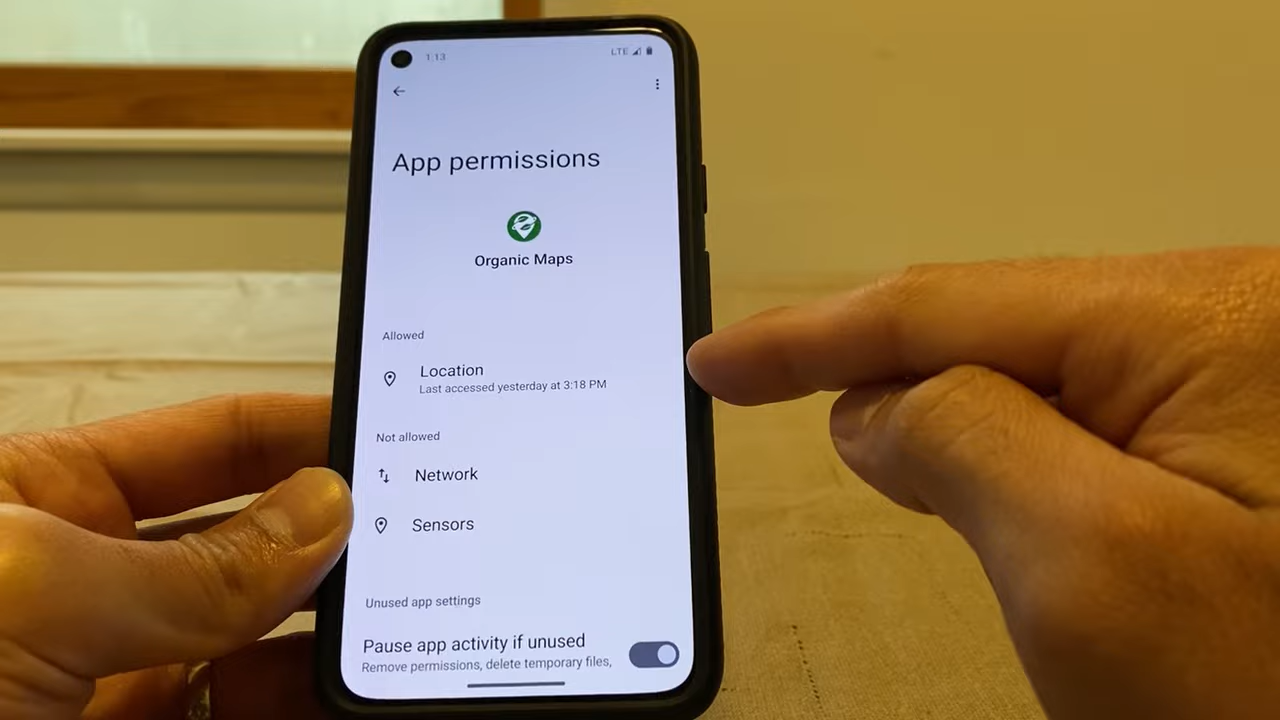 1:13
LTE
App permissions
Organic Maps
Allowed
Location
Last accessed yesterday at 3:18 PM
Not allowed
Network
Sensors
Unused app settings
Pause app activity if unused
Remove permissions, delete temporary files,